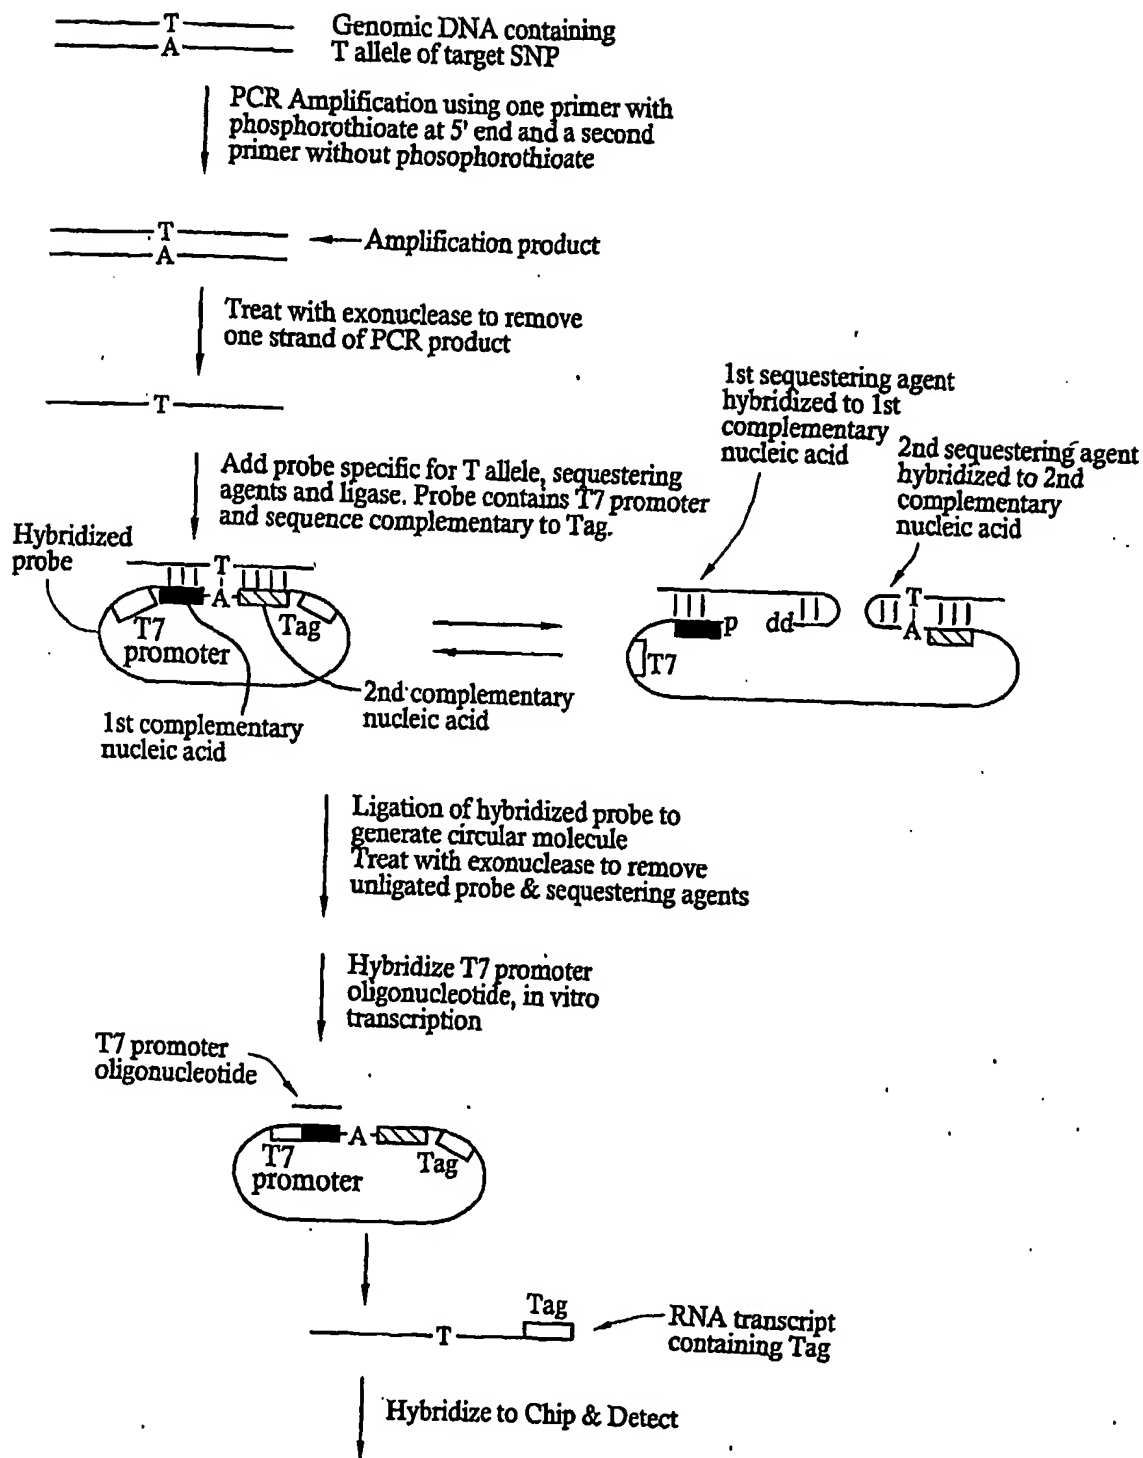 T
A
Genomic DNA containing
T allele of target SNP
PCR Amplification using one primer with
phosphorothioate at 5' end and a second
primer without phosophorothioate
T
A
Amplification product
Treat with exonuclease to remove
one strand of PCR product
T
1st sequestering agent
hybridized to 1st
complementary
nucleic acid
2nd sequestering agent
hybridized to 2nd
complementary
nucleic acid
Add probe specific for T allele, sequestering
agents and ligase. Probe contains T7 promoter
and sequence complementary to Tag.
Hybridized
probe
T
A
T7
promoter
Tag
1st complementary
nucleic acid
2nd complementary
nucleic acid
p
dd
T
A
T7
Ligation of hybridized probe to
generate circular molecule
Treat with exonuclease to remove
unligated probe & sequestering agents
Hybridize T7 promoter
oligonucleotide, in vitro
transcription
T7 promoter
oligonucleotide
A
T7
promoter
Tag
Tag
T
RNA transcript
containing Tag
Hybridize to Chip & Detect